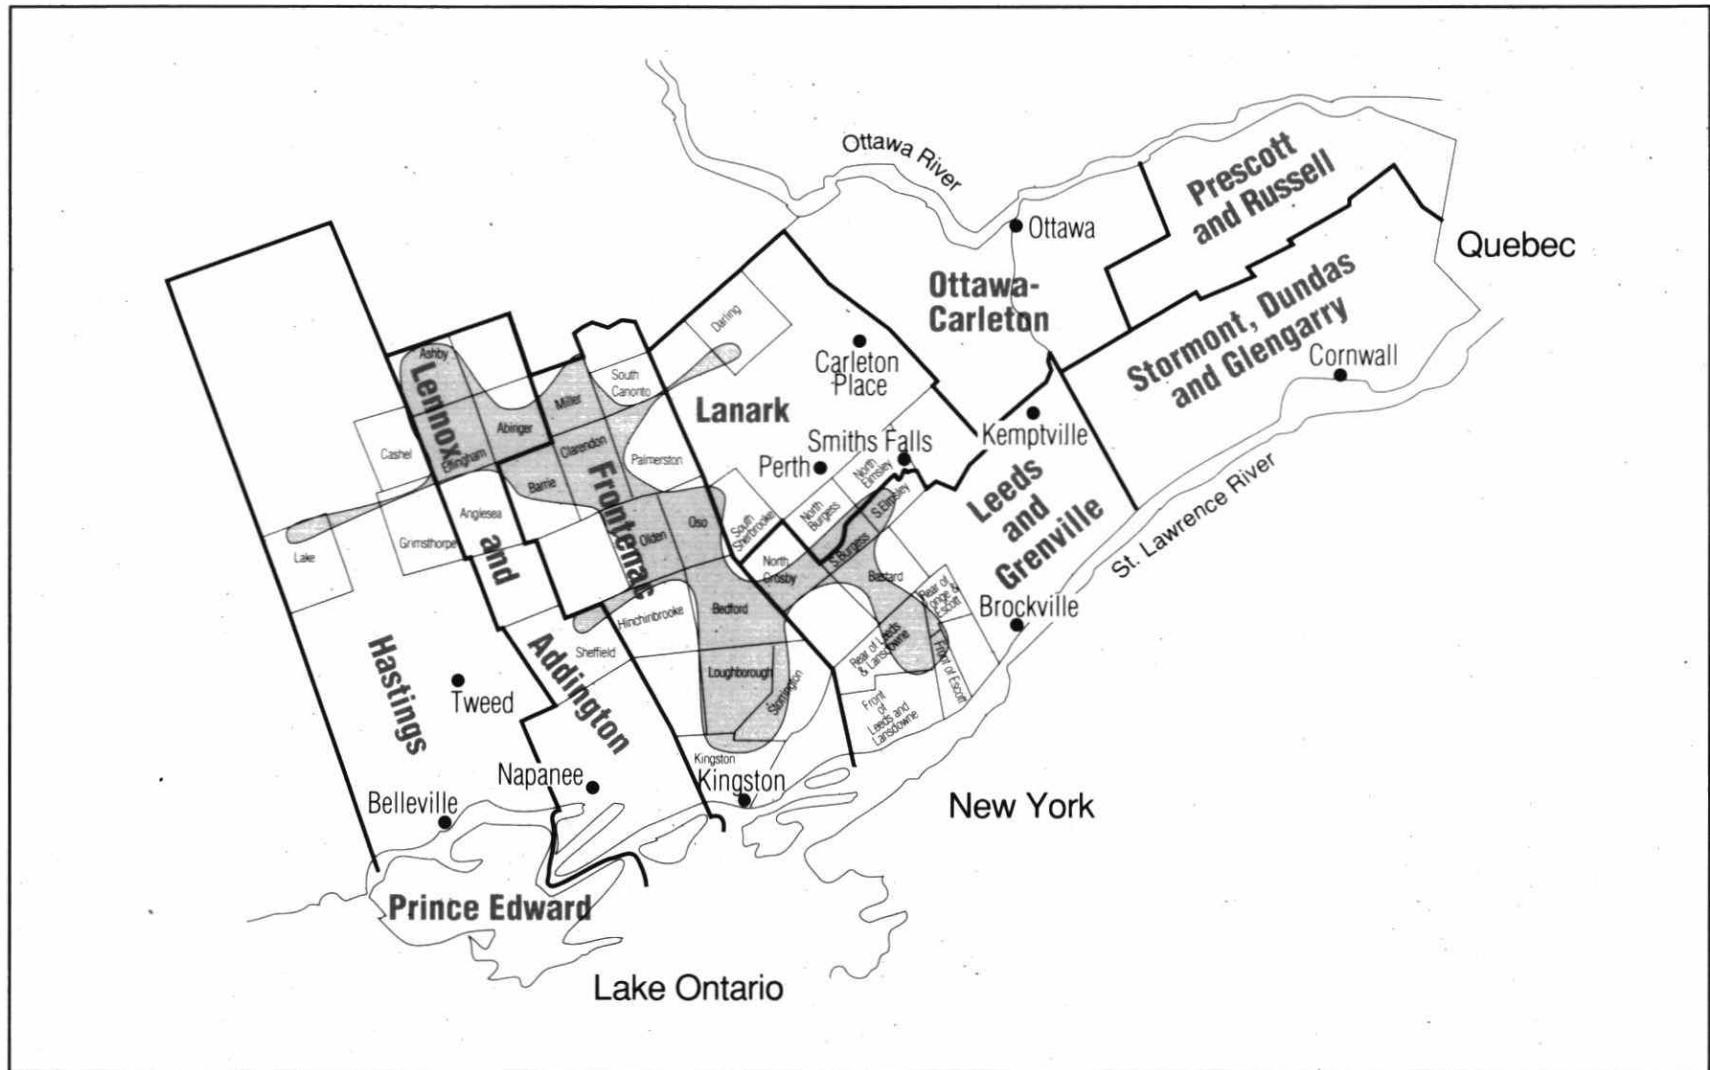 Ottawa River
Prescott
and Russell
Ottawa
Quebec
Ottawa-
Carleton
Stormont, Dundas
and Glengarry
Cornwall
Darling
Carleton
Place
Ashby
Lennox
South
Canonto
Miller
Lanark
Abinger
Clarendon
Smiths Falls
Kemptville
Cashel
Effingham
Palmerston
Perth
North
Elmsley
Barrie
Frontenac
S. Elmsley
Leeds
and
Grenville
North
Burgess
St. Lawrence River
Anglesea
Oso
South
Sherbrooke
Grimsthorpe
and
Olden
Lake
North
Crosby
S. Burgess
Bastard
Rear of
Yonge &
Escott
Brockville
Hinchinbrooke
Bedford
Sheffield
Addington
Rear of Leeds
& Lansdowne
Front of Escott
Hastings
Loughborough
Storrington
Tweed
Front
of
Leeds and
Lansdowne
Kingston
Napanee
Kingston
Belleville
New York
Prince Edward
Lake Ontario